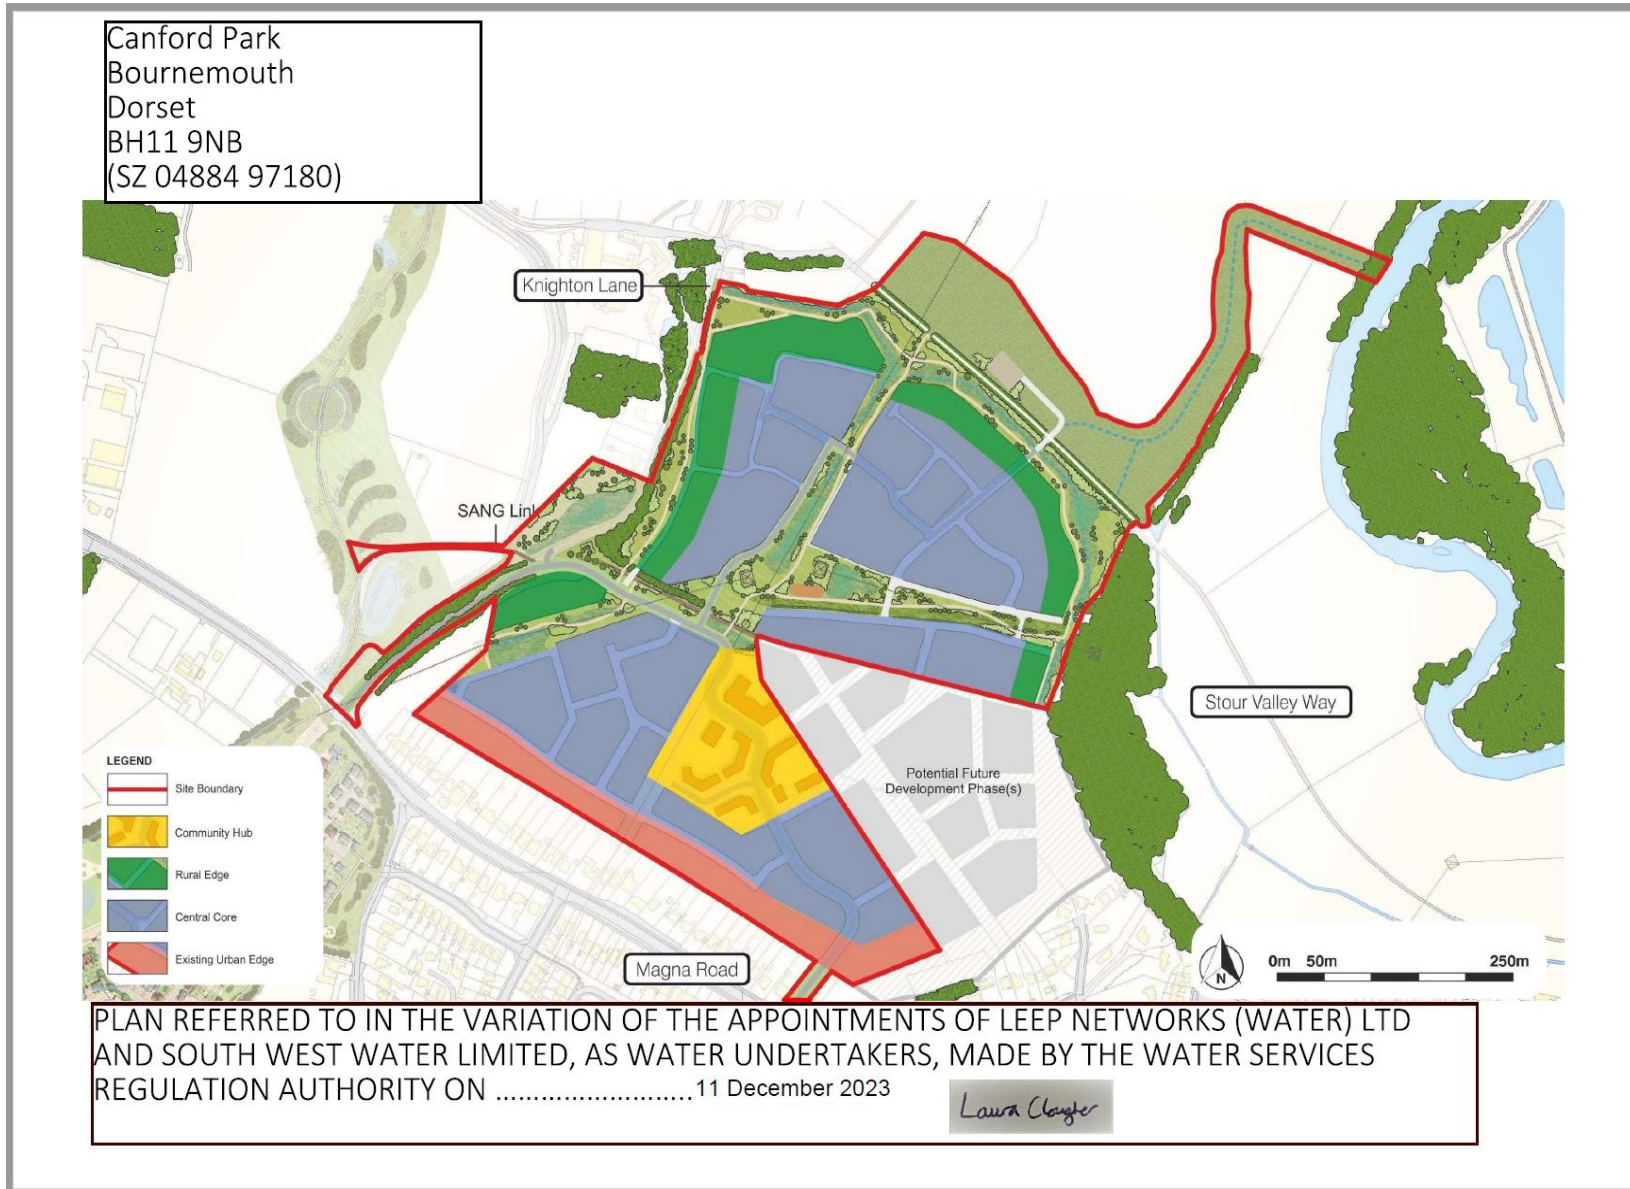 Canford Park
Bournemouth
Dorset
BH11 9NB
(SZ 04884 97180)
Knighton Lane
SANG Link
Stour Valley Way
Potential Future
Development Phase(s)
LEGEND
Site Boundary
Community Hub
Rural Edge
Central Core
Existing Urban Edge
Magna Road
N
0m 50m 250m
PLAN REFERRED TO IN THE VARIATION OF THE APPOINTMENTS OF LEEP NETWORKS (WATER) LTD
AND SOUTH WEST WATER LIMITED, AS WATER UNDERTAKERS, MADE BY THE WATER SERVICES
REGULATION AUTHORITY ON ........................ 11 December 2023
Laura Clougher